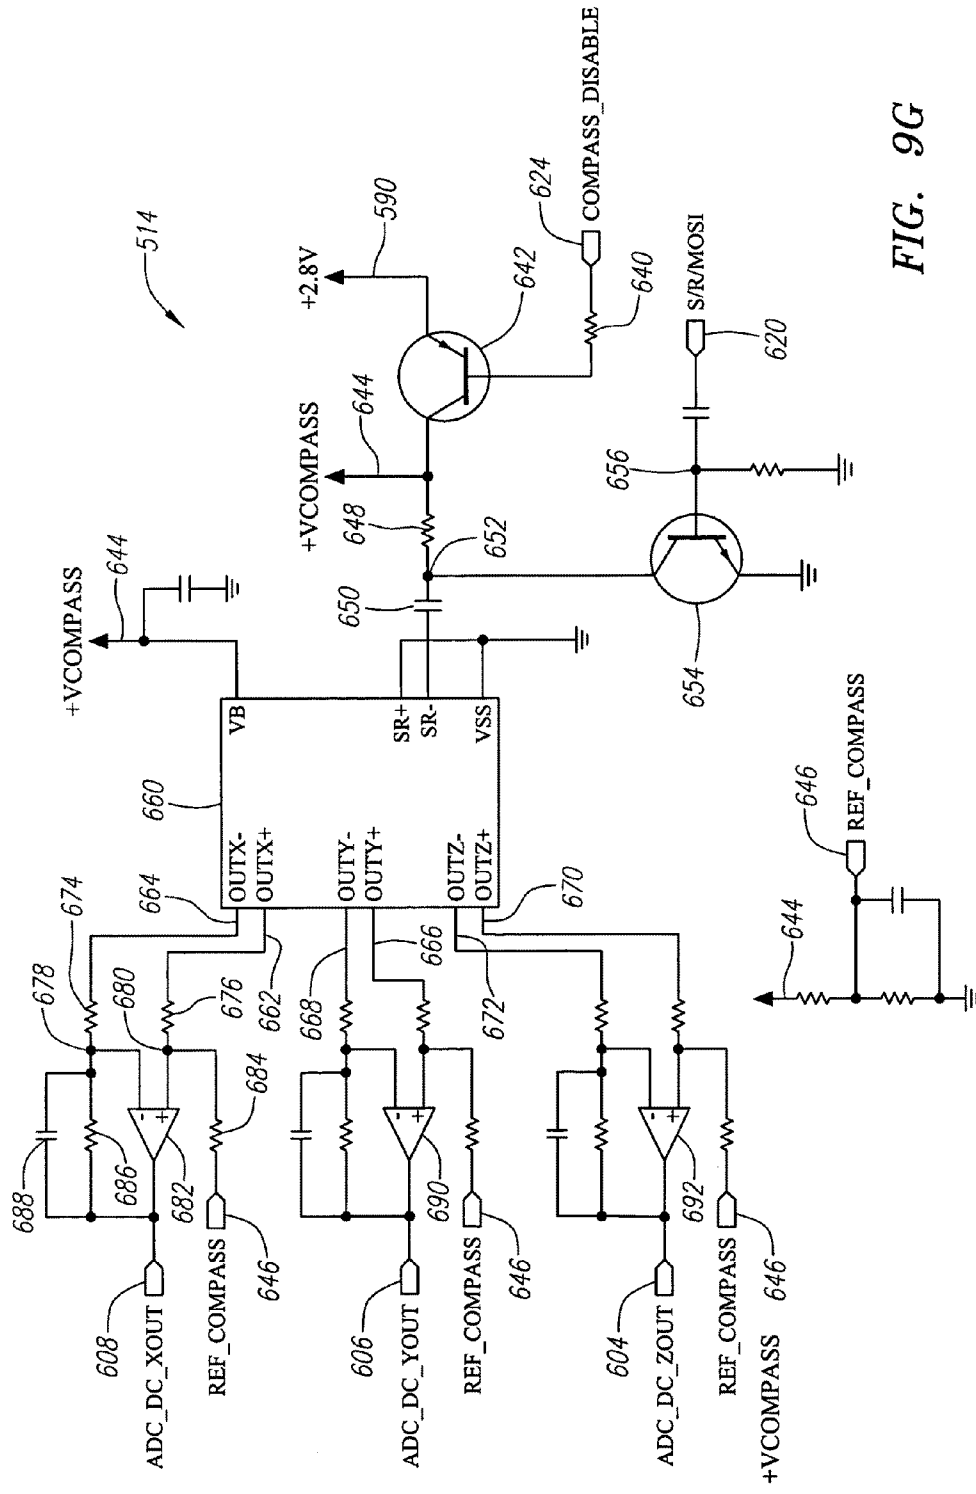 514
+VCOMPASS
644
+VCOMPASS
644
+2.8V
590
642
624
COMPASS_DISABLE
640
648
652
650
656
S/R/MOSI
620
654
660
VB
SR+
SR-
VSS
OUTX-
OUTX+
OUTY-
OUTY+
OUTZ-
OUTZ+
664
662
668
666
672
670
674
676
678
680
684
688
686
682
-
+
608
ADC_DC_XOUT
REF_COMPASS
646
690
-
+
606
ADC_DC_YOUT
REF_COMPASS
646
692
-
+
604
ADC_DC_ZOUT
REF_COMPASS
646
+VCOMPASS
644
646
REF_COMPASS
FIG. 9G